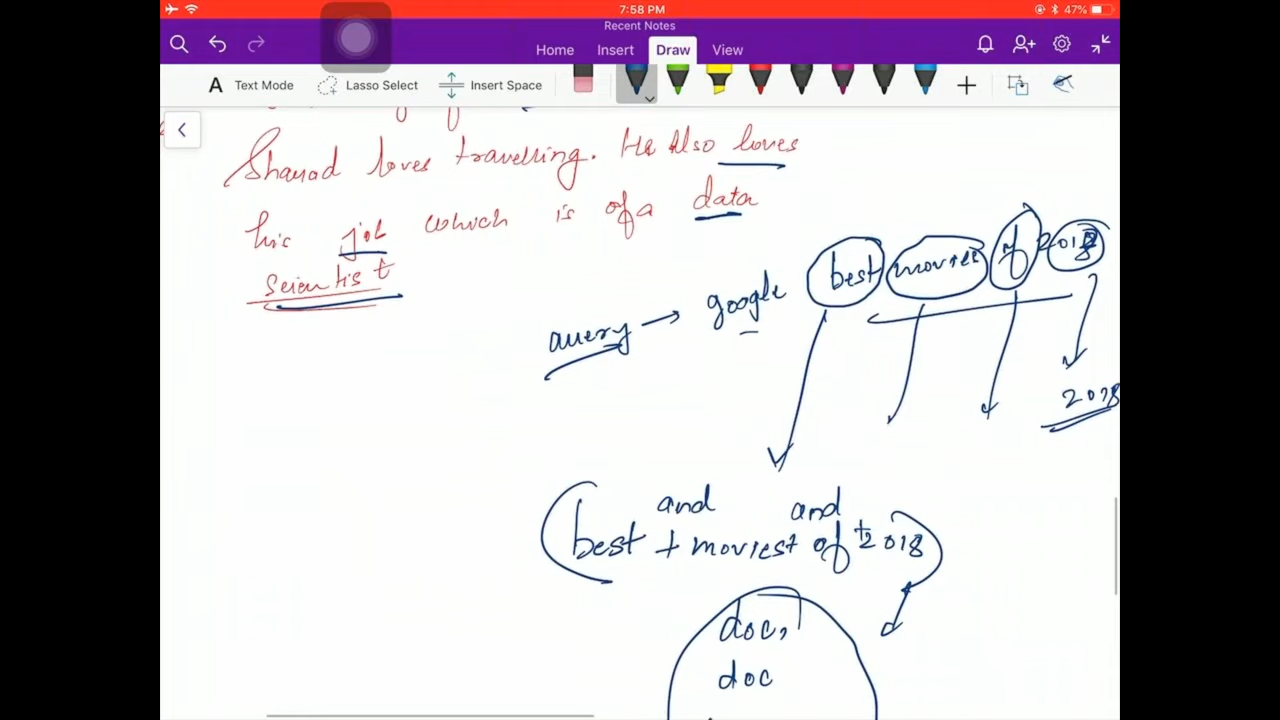 7:58 PM
47%
Recent Notes
Home Insert Draw View
A Text Mode Lasso Select Insert Space
Sharad loves travelling. He also loves
his job which is of a data
scientist
query → google best movies of 2018
2018
and and
best + movies + of + 2018
doc,
doc